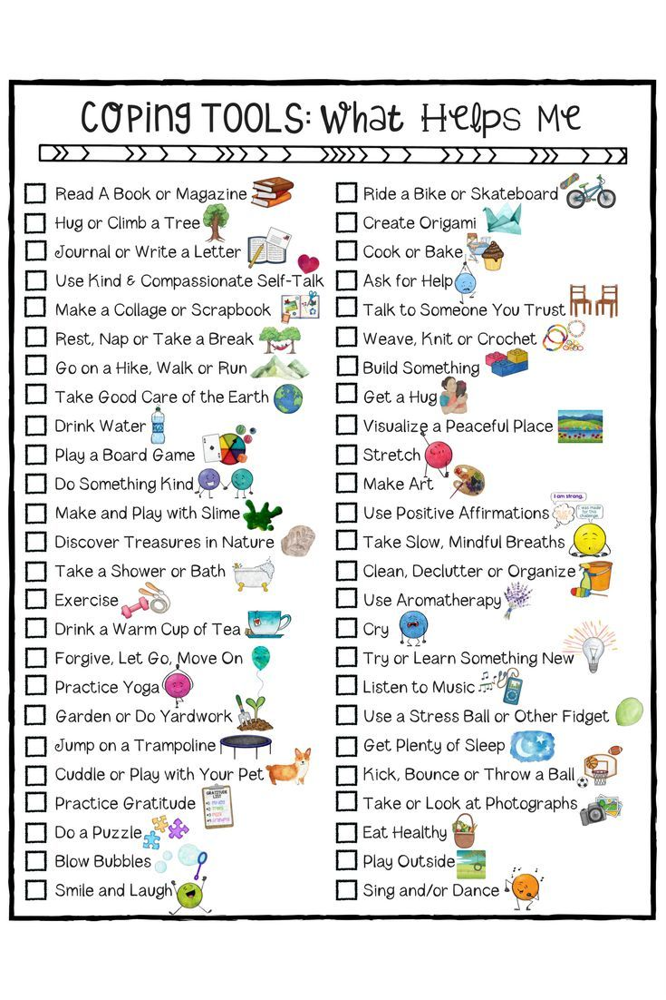 Coping TOOLS: What Helps Me
Read A Book or Magazine
Hug or Climb a Tree
Journal or Write a Letter
Use Kind & Compassionate Self-Talk
Make a Collage or Scrapbook
Rest, Nap or Take a Break
Go on a Hike, Walk or Run
Take Good Care of the Earth
Drink Water
Play a Board Game
Do Something Kind
Make and Play with Slime
Discover Treasures in Nature
Take a Shower or Bath
Exercise
Drink a Warm Cup of Tea
Forgive, Let Go, Move On
Practice Yoga
Garden or Do Yardwork
Jump on a Trampoline
Cuddle or Play with Your Pet
Practice Gratitude
GRATITUDE
LIST
Do a Puzzle
Blow Bubbles
Smile and Laugh
Ride a Bike or Skateboard
Create Origami
Cook or Bake
Ask for Help
Talk to Someone You Trust
Weave, Knit or Crochet
Build Something
Get a Hug
Visualize a Peaceful Place
Stretch
Make Art
I am strong.
Use Positive Affirmations
I was made
for this
challenge.
Take Slow, Mindful Breaths
Clean, Declutter or Organize
Use Aromatherapy
Cry
Try or Learn Something New
Listen to Music
Use a Stress Ball or Other Fidget
Get Plenty of Sleep
Kick, Bounce or Throw a Ball
Take or Look at Photographs
Eat Healthy
Play Outside
Sing and/or Dance